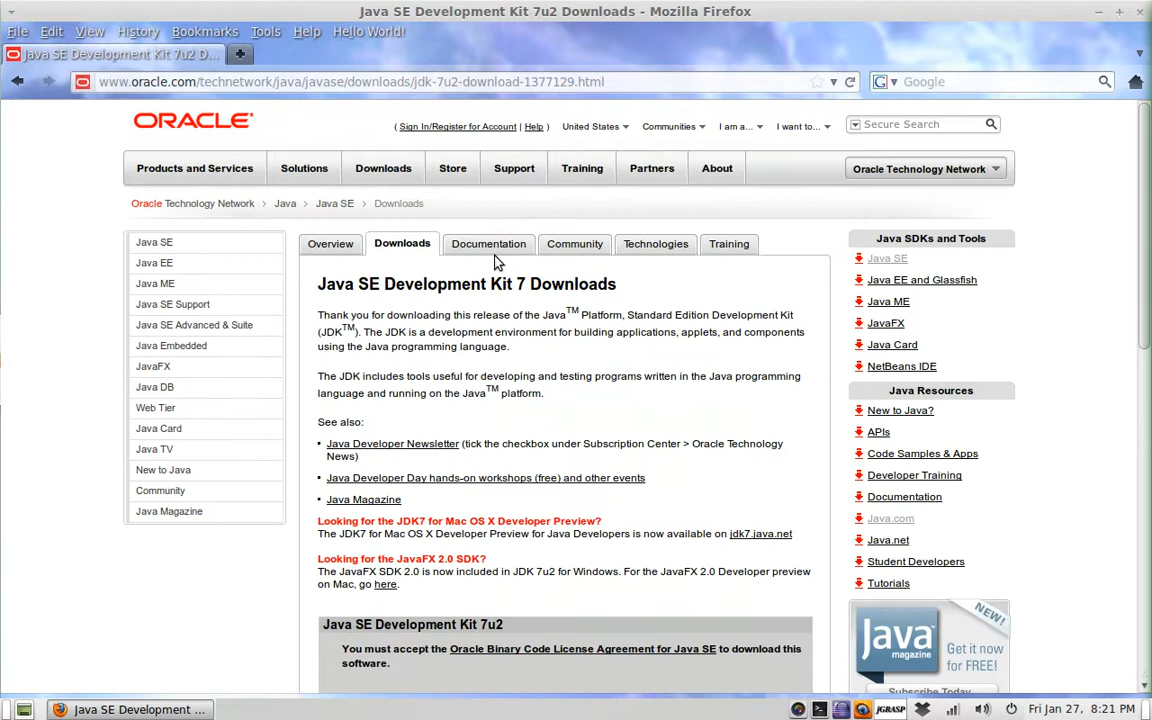 Java SE Development Kit 7u2 Downloads - Mozilla Firefox
File Edit View History Bookmarks Tools Help Hello World!
Java SE Development Kit 7u2 D...
www.oracle.com/technetwork/java/javase/downloads/jdk-7u2-download-1377129.html
Google
ORACLE
( Sign In/Register for Account | Help ) United States Communities I am a... I want to... Secure Search
Products and Services Solutions Downloads Store Support Training Partners About Oracle Technology Network
Oracle Technology Network > Java > Java SE > Downloads
Java SE
Java EE
Java ME
Java SE Support
Java SE Advanced & Suite
Java Embedded
JavaFX
Java DB
Web Tier
Java Card
Java TV
New to Java
Community
Java Magazine
Overview Downloads Documentation Community Technologies Training
Java SE Development Kit 7 Downloads
Thank you for downloading this release of the Java™ Platform, Standard Edition Development Kit
(JDK™). The JDK is a development environment for building applications, applets, and components
using the Java programming language.
The JDK includes tools useful for developing and testing programs written in the Java programming
language and running on the Java™ platform.
See also:
Java Developer Newsletter (tick the checkbox under Subscription Center > Oracle Technology
News)
Java Developer Day hands-on workshops (free) and other events
Java Magazine
Looking for the JDK7 for Mac OS X Developer Preview?
The JDK7 for Mac OS X Developer Preview for Java Developers is now available on jdk7.java.net
Looking for the JavaFX 2.0 SDK?
The JavaFX SDK 2.0 is now included in JDK 7u2 for Windows. For the JavaFX 2.0 Developer preview
on Mac, go here.
Java SE Development Kit 7u2
You must accept the Oracle Binary Code License Agreement for Java SE to download this
software.
Java SDKs and Tools
Java SE
Java EE and Glassfish
Java ME
JavaFX
Java Card
NetBeans IDE
Java Resources
New to Java?
APIs
Code Samples & Apps
Developer Training
Documentation
Java.com
Java.net
Student Developers
Tutorials
NEW!
Java
magazine
Get it now
for FREE!
Subscribe Today
Java SE Development ...
jGRASP
Fri Jan 27, 8:21 PM